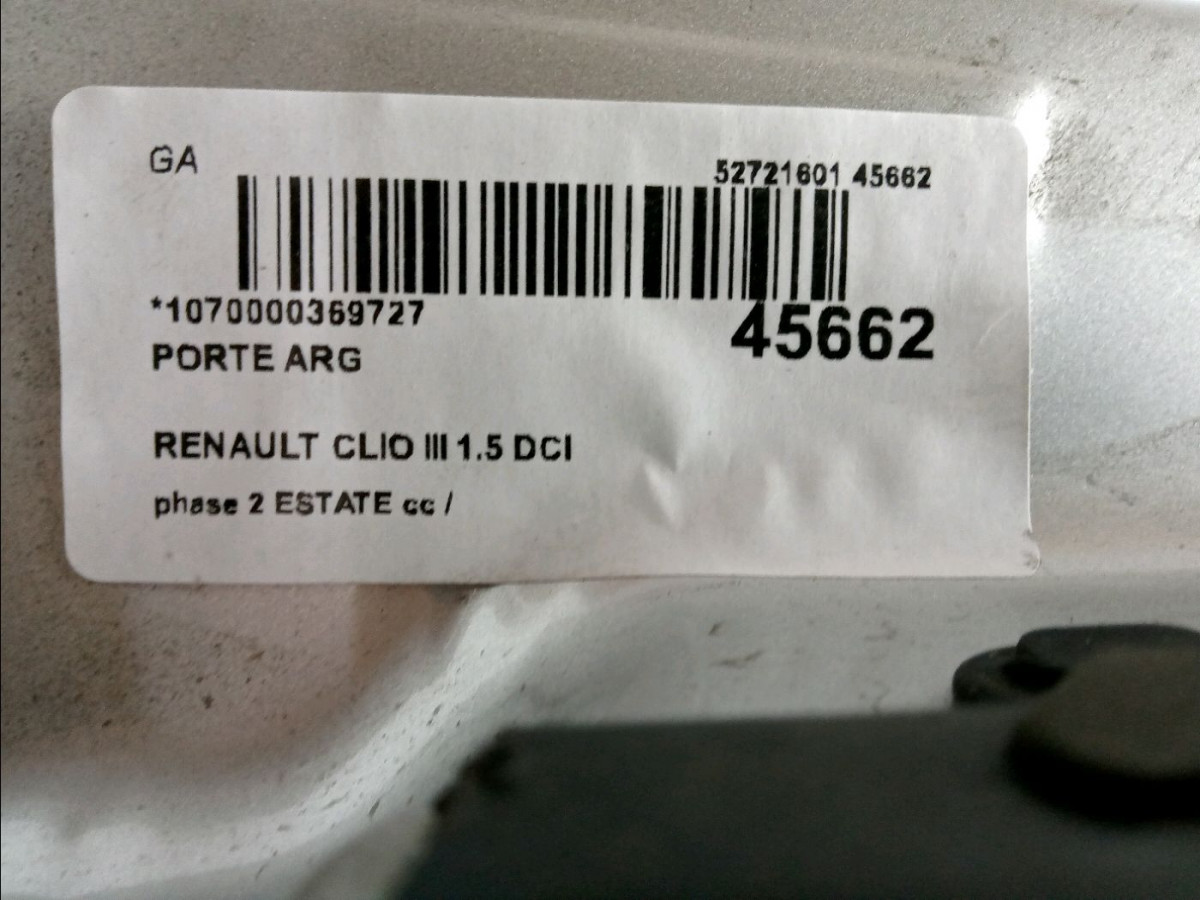 GA
52721601 45662
*1070000369727
45662
PORTE ARG
RENAULT CLIO III 1.5 DCI
phase 2 ESTATE cc /